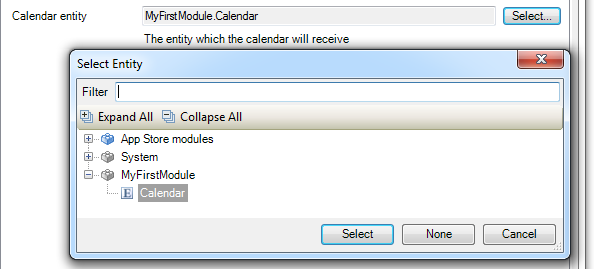 Calendar entity MyFirstModule.Calendar Select...
The entity which the calendar will receive
Select Entity
Filter
Expand All Collapse All
App Store modules
System
MyFirstModule
E Calendar
Select None Cancel